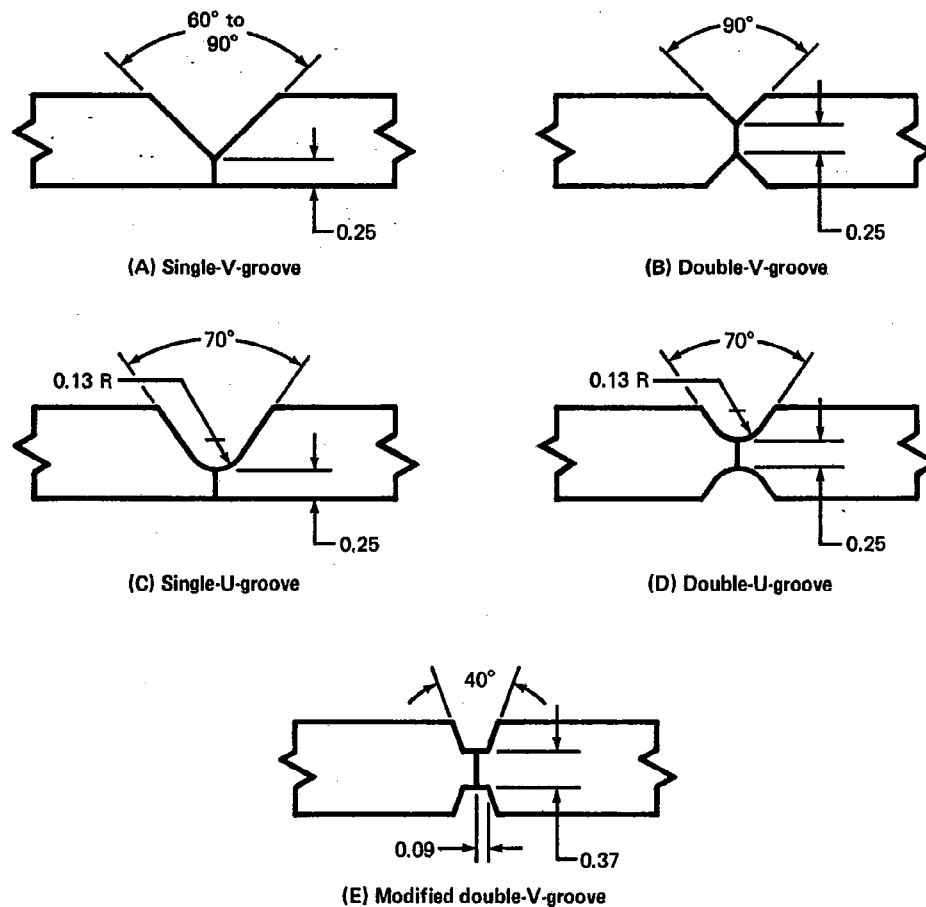 60° to
90°
0.25
(A) Single-V-groove
90°
0.25
(B) Double-V-groove
70°
0.13 R
0.25
(C) Single-U-groove
70°
0.13 R
0.25
(D) Double-U-groove
40°
0.09
0.37
(E) Modified double-V-groove